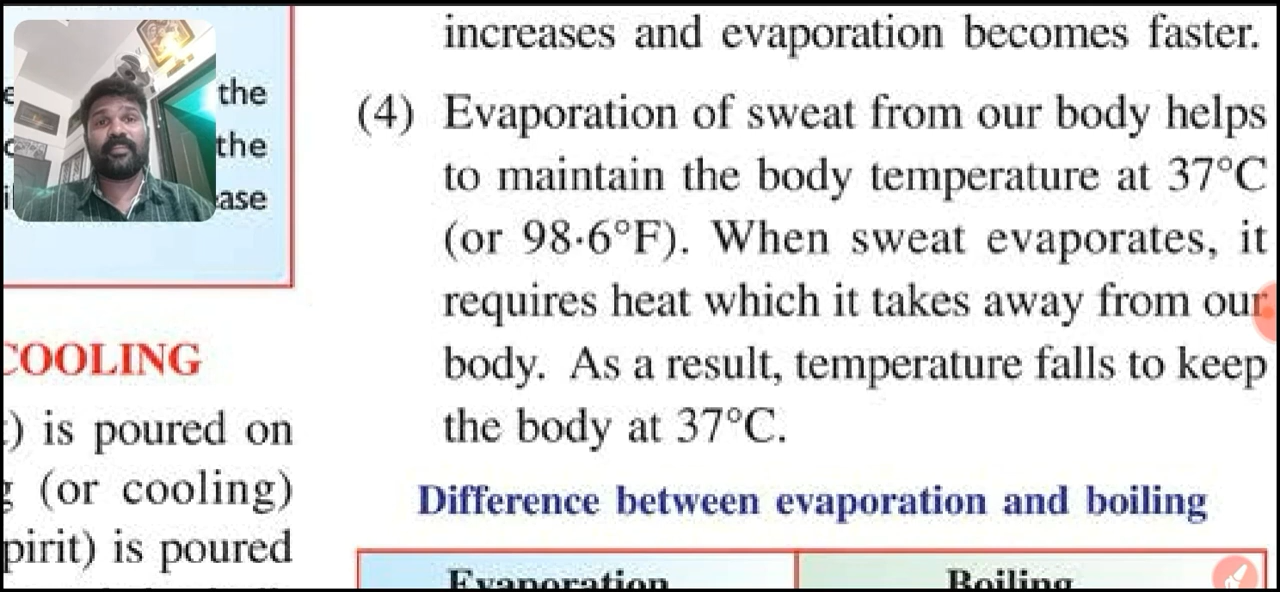 the
the
ase
COOLING
) is poured on
(or cooling)
pirit) is poured
increases and evaporation becomes faster.
(4) Evaporation of sweat from our body helps
to maintain the body temperature at 37°C
(or 98·6°F). When sweat evaporates, it
requires heat which it takes away from our
body. As a result, temperature falls to keep
the body at 37°C.
Difference between evaporation and boiling
Evaporation
Boiling